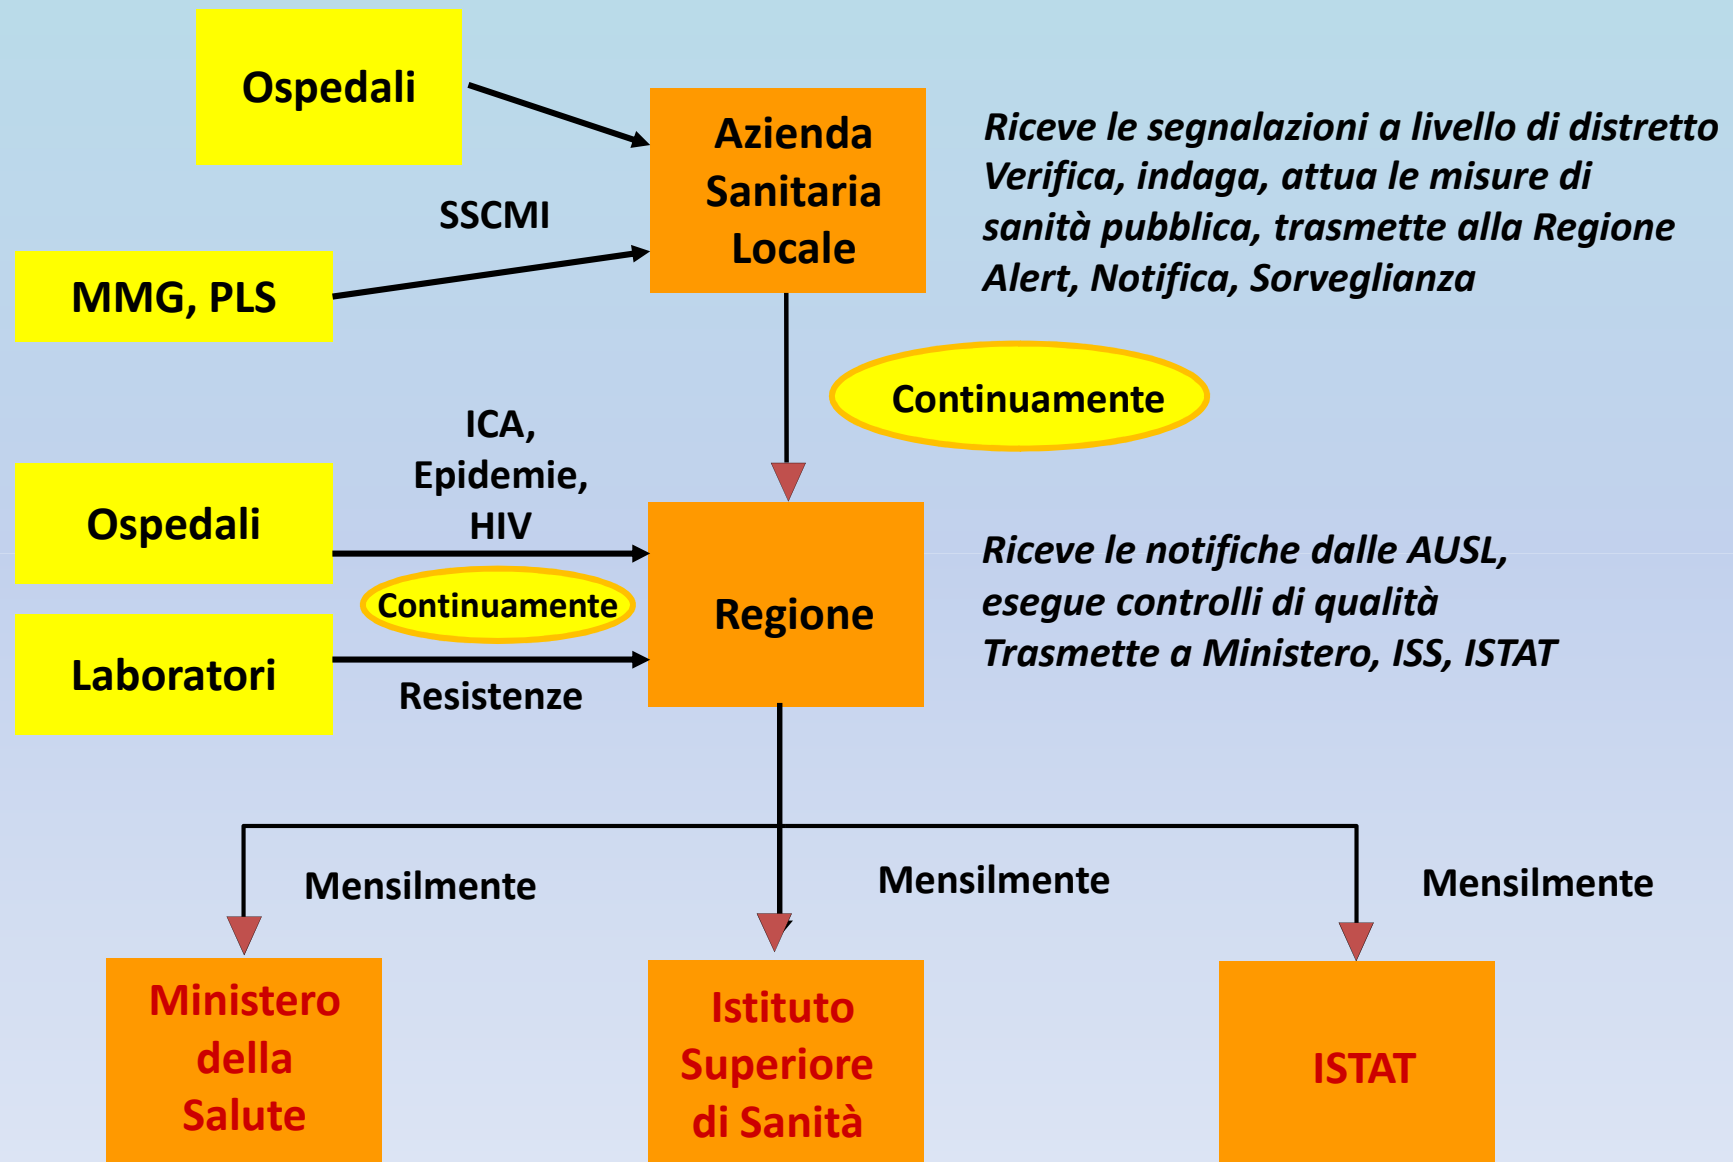 Ospedali
Azienda
Sanitaria
Locale
Riceve le segnalazioni a livello di distretto
Verifica, indaga, attua le misure di
sanità pubblica, trasmette alla Regione
Alert, Notifica, Sorveglianza
SSCMI
MMG, PLS
Continuamente
ICA,
Epidemie,
HIV
Ospedali
Continuamente
Laboratori
Resistenze
Regione
Riceve le notifiche dalle AUSL,
esegue controlli di qualità
Trasmette a Ministero, ISS, ISTAT
Mensilmente
Mensilmente
Mensilmente
Ministero
della
Salute
Istituto
Superiore
di Sanità
ISTAT